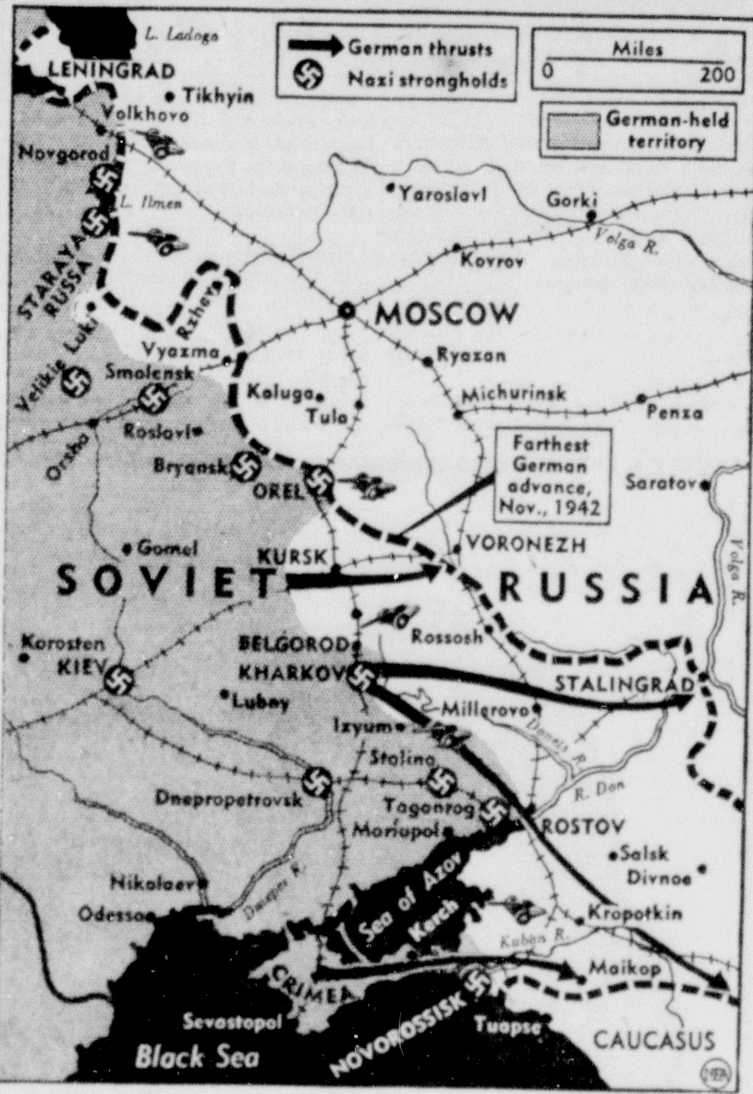 L. Ladoga
LENINGRAD
German thrusts
Nazi strongholds
Miles
0 200
German-held
territory
Tikhyin
Volkhovo
Novgorod
L. Ilmen
STARAYA
RUSSA
Yaroslavl
Gorki
Volga R.
Kovrov
Rzhev
MOSCOW
Velikie Luki
Vyazma
Smolensk
Ryazan
Kaluga
Tula
Michurinsk
Penza
Orsha
Roslavl
Bryansk
OREL
Farthest
German
advance,
Nov., 1942
Saratov
Volga R.
Gomel
KURSK
VORONEZH
SOVIET RUSSIA
Korosten
KIEV
BELGOROD
KHARKOV
Rossosh
STALINGRAD
Lubny
Millerovo
Izyum
Donets R.
Stalino
R. Don
Dnepropetrovsk
Taganrog
Mariupol
ROSTOV
Salsk
Divnoe
Nikolaev
Dnieper R.
Odessa
Sea of Azov
Kerch
Kropotkin
Kuban R.
CRIMEA
Maikop
Sevastopol
NOVOROSSISK
Tuapse
Black Sea
CAUCASUS
NEA